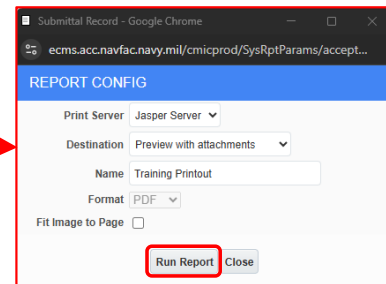 Submittal Record - Google Chrome
ecms.acc.navfac.navy.mil/cmicprod/SysRptParams/accept...
REPORT CONFIG
Print Server Jasper Server
Destination Preview with attachments
Name Training Printout
Format PDF
Fit Image to Page
Run Report Close